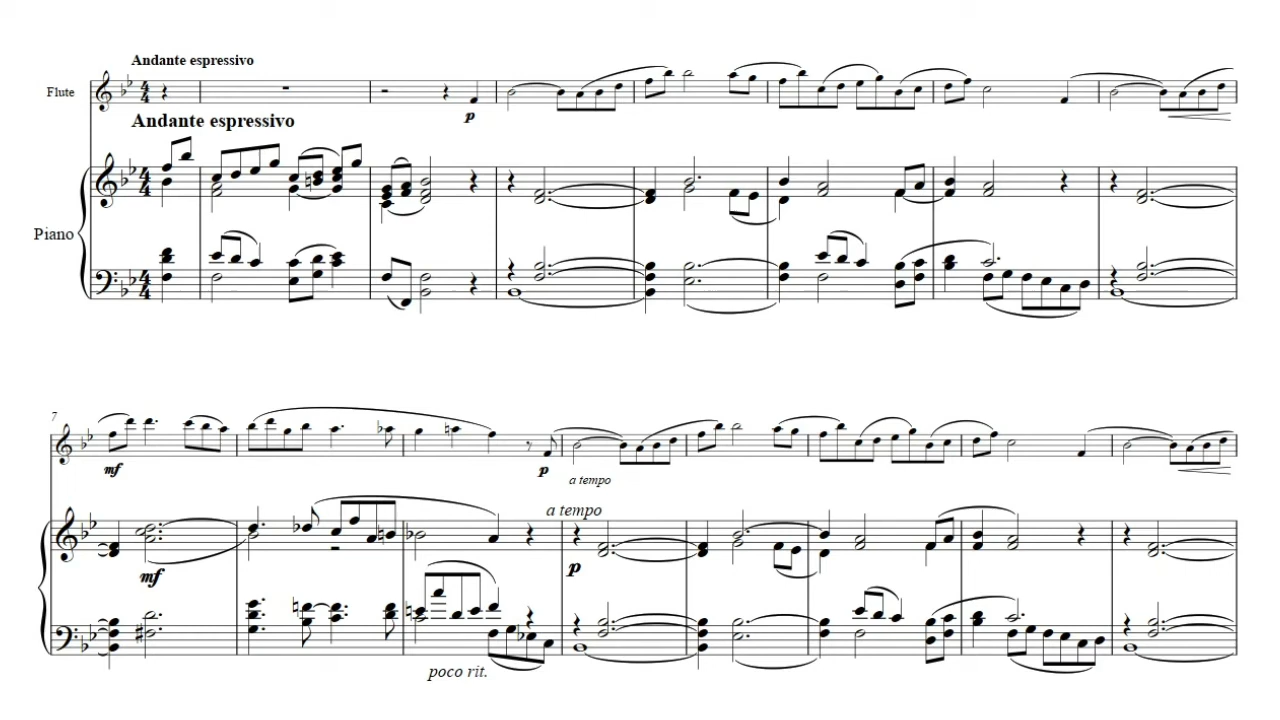 Andante espressivo
Flute
p
Andante espressivo
Piano
7
mf
p
a tempo
a tempo
mf
p
poco rit.